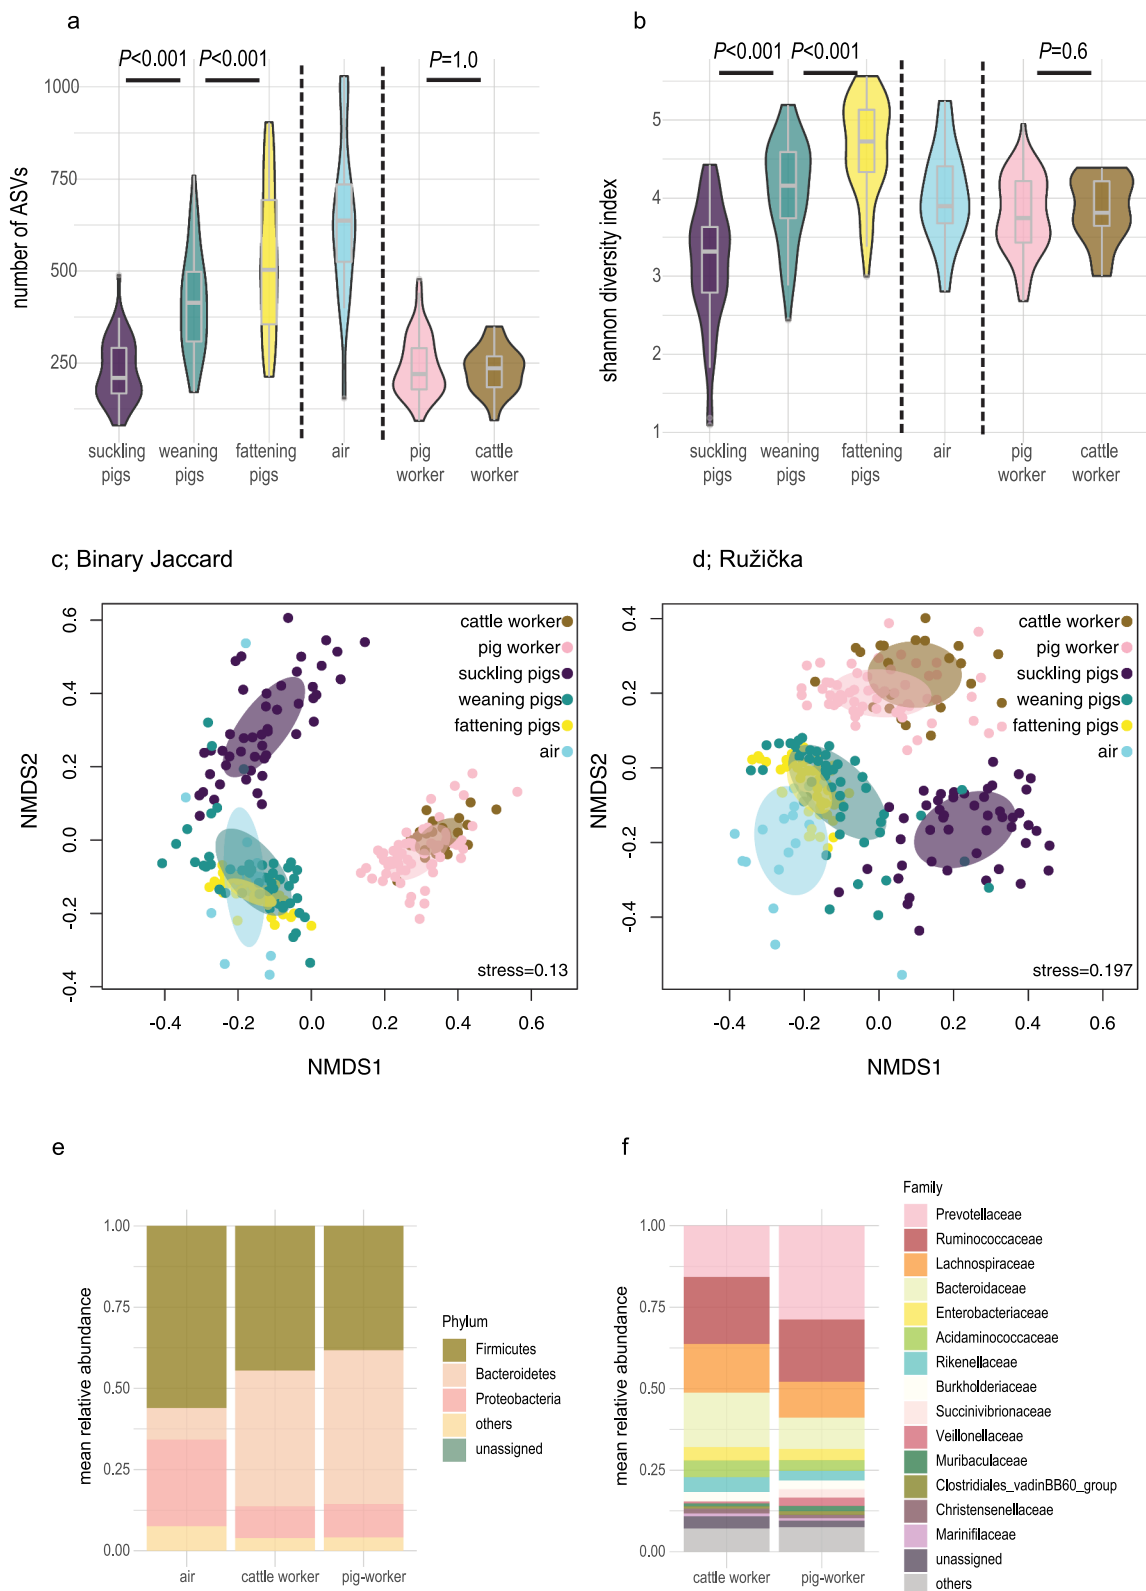 a
P<0.001 P<0.001 P=1.0
number of ASVs
1000
750
500
250
suckling pigs
weaning pigs
fattening pigs
air
pig worker
cattle worker
b
P<0.001 P<0.001 P=0.6
shannon diversity index
5
4
3
2
1
suckling pigs
weaning pigs
fattening pigs
air
pig worker
cattle worker
c; Binary Jaccard
cattle worker
pig worker
suckling pigs
weaning pigs
fattening pigs
air
NMDS2
0.6
0.4
0.2
0.0
-0.2
-0.4
stress=0.13
-0.4 -0.2 0.0 0.2 0.4 0.6
NMDS1
d; Ružička
cattle worker
pig worker
suckling pigs
weaning pigs
fattening pigs
air
NMDS2
0.4
0.2
0.0
-0.2
-0.4
stress=0.197
-0.4 -0.2 0.0 0.2 0.4 0.6
NMDS1
e
mean relative abundance
1.00
0.75
0.50
0.25
0.00
air cattle worker pig-worker
Phylum
Firmicutes
Bacteroidetes
Proteobacteria
others
unassigned
f
mean relative abundance
1.00
0.75
0.50
0.25
0.00
cattle worker pig-worker
Family
Prevotellaceae
Ruminococcaceae
Lachnospiraceae
Bacteroidaceae
Enterobacteriaceae
Acidaminococcaceae
Rikenellaceae
Burkholderiaceae
Succinivibrionaceae
Veillonellaceae
Muribaculaceae
Clostridiales_vadinBB60_group
Christensenellaceae
Marinifilaceae
unassigned
others